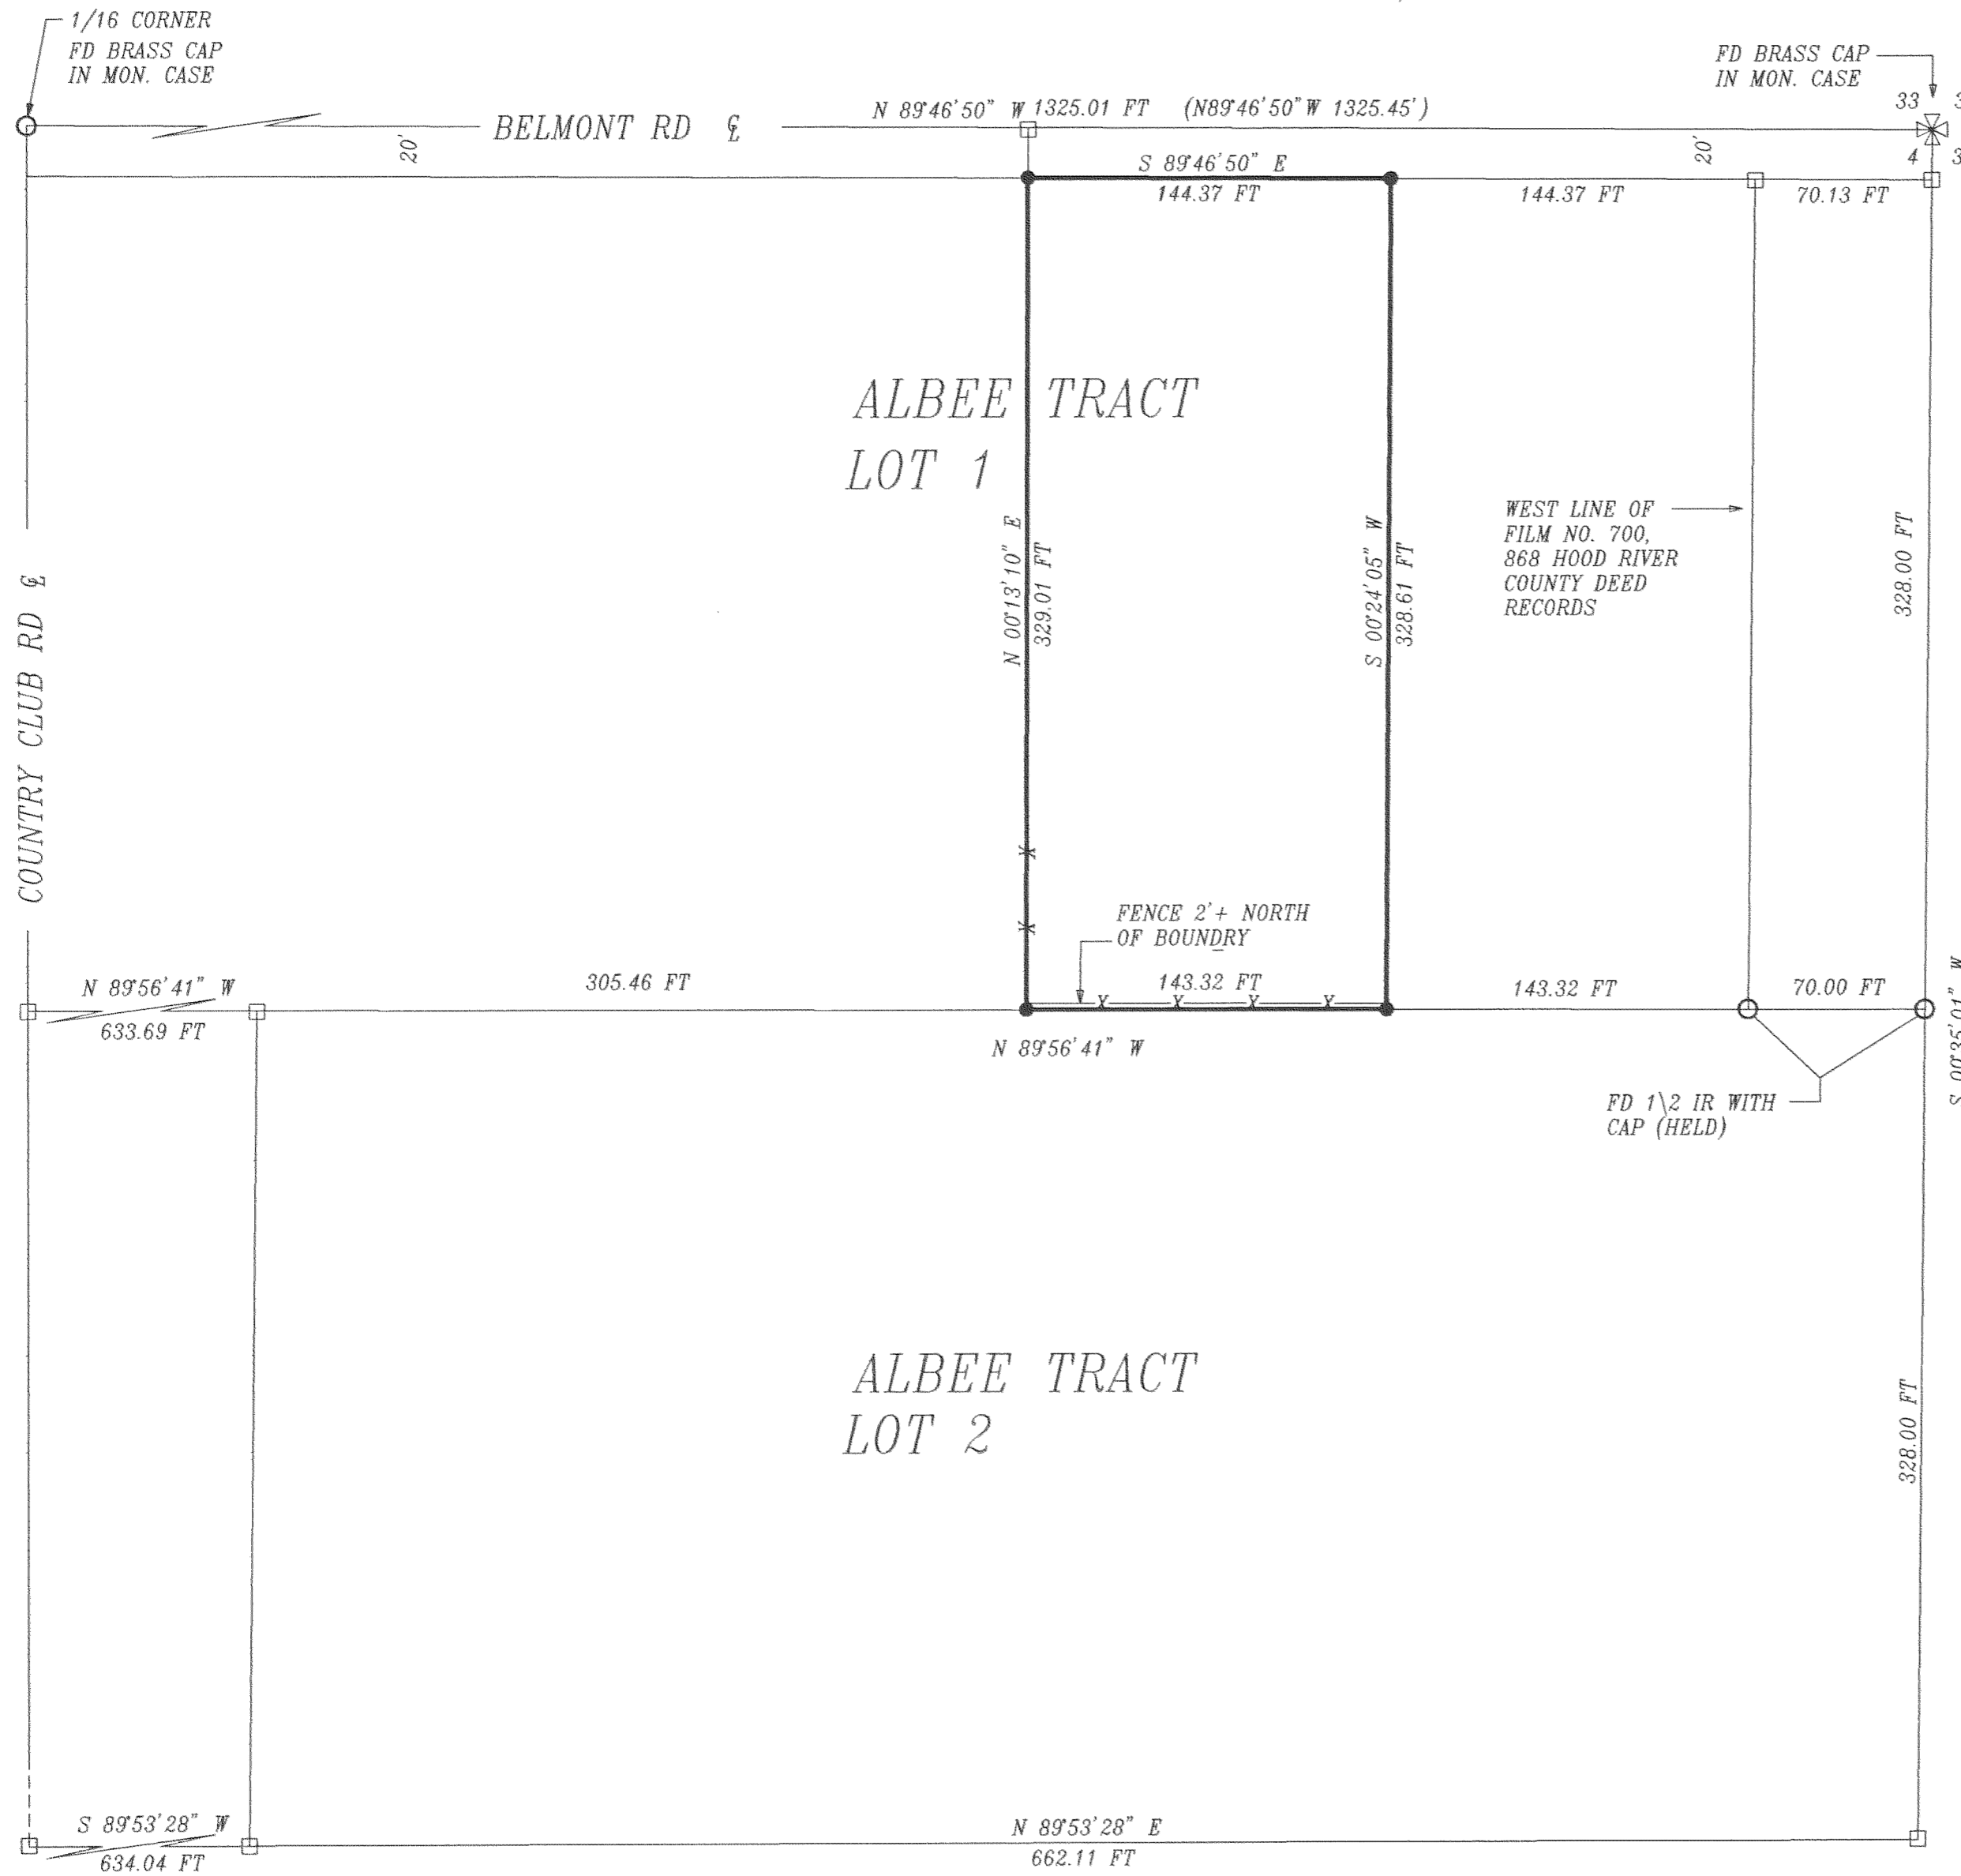 1/16 CORNER
FD BRASS CAP
IN MON. CASE
FD BRASS CAP
IN MON. CASE
33
N 89°46'50" W 1325.01 FT (N89°46'50"W 1325.45')
BELMONT RD ℄
20'
20'
4 3
S 89°46'50" E
144.37 FT
144.37 FT
70.13 FT
ALBEE TRACT
LOT 1
N 00°13'10" E
329.01 FT
S 00°24'05" W
328.61 FT
WEST LINE OF
FILM NO. 700,
868 HOOD RIVER
COUNTY DEED
RECORDS
328.00 FT
COUNTRY CLUB RD ℄
FENCE 2'+ NORTH
OF BOUNDRY
N 89°56'41" W
633.69 FT
305.46 FT
143.32 FT
143.32 FT
70.00 FT
N 89°56'41" W
S 00°35'01" W
FD 1\2 IR WITH
CAP (HELD)
ALBEE TRACT
LOT 2
328.00 FT
S 89°53'28" W
634.04 FT
N 89°53'28" E
662.11 FT